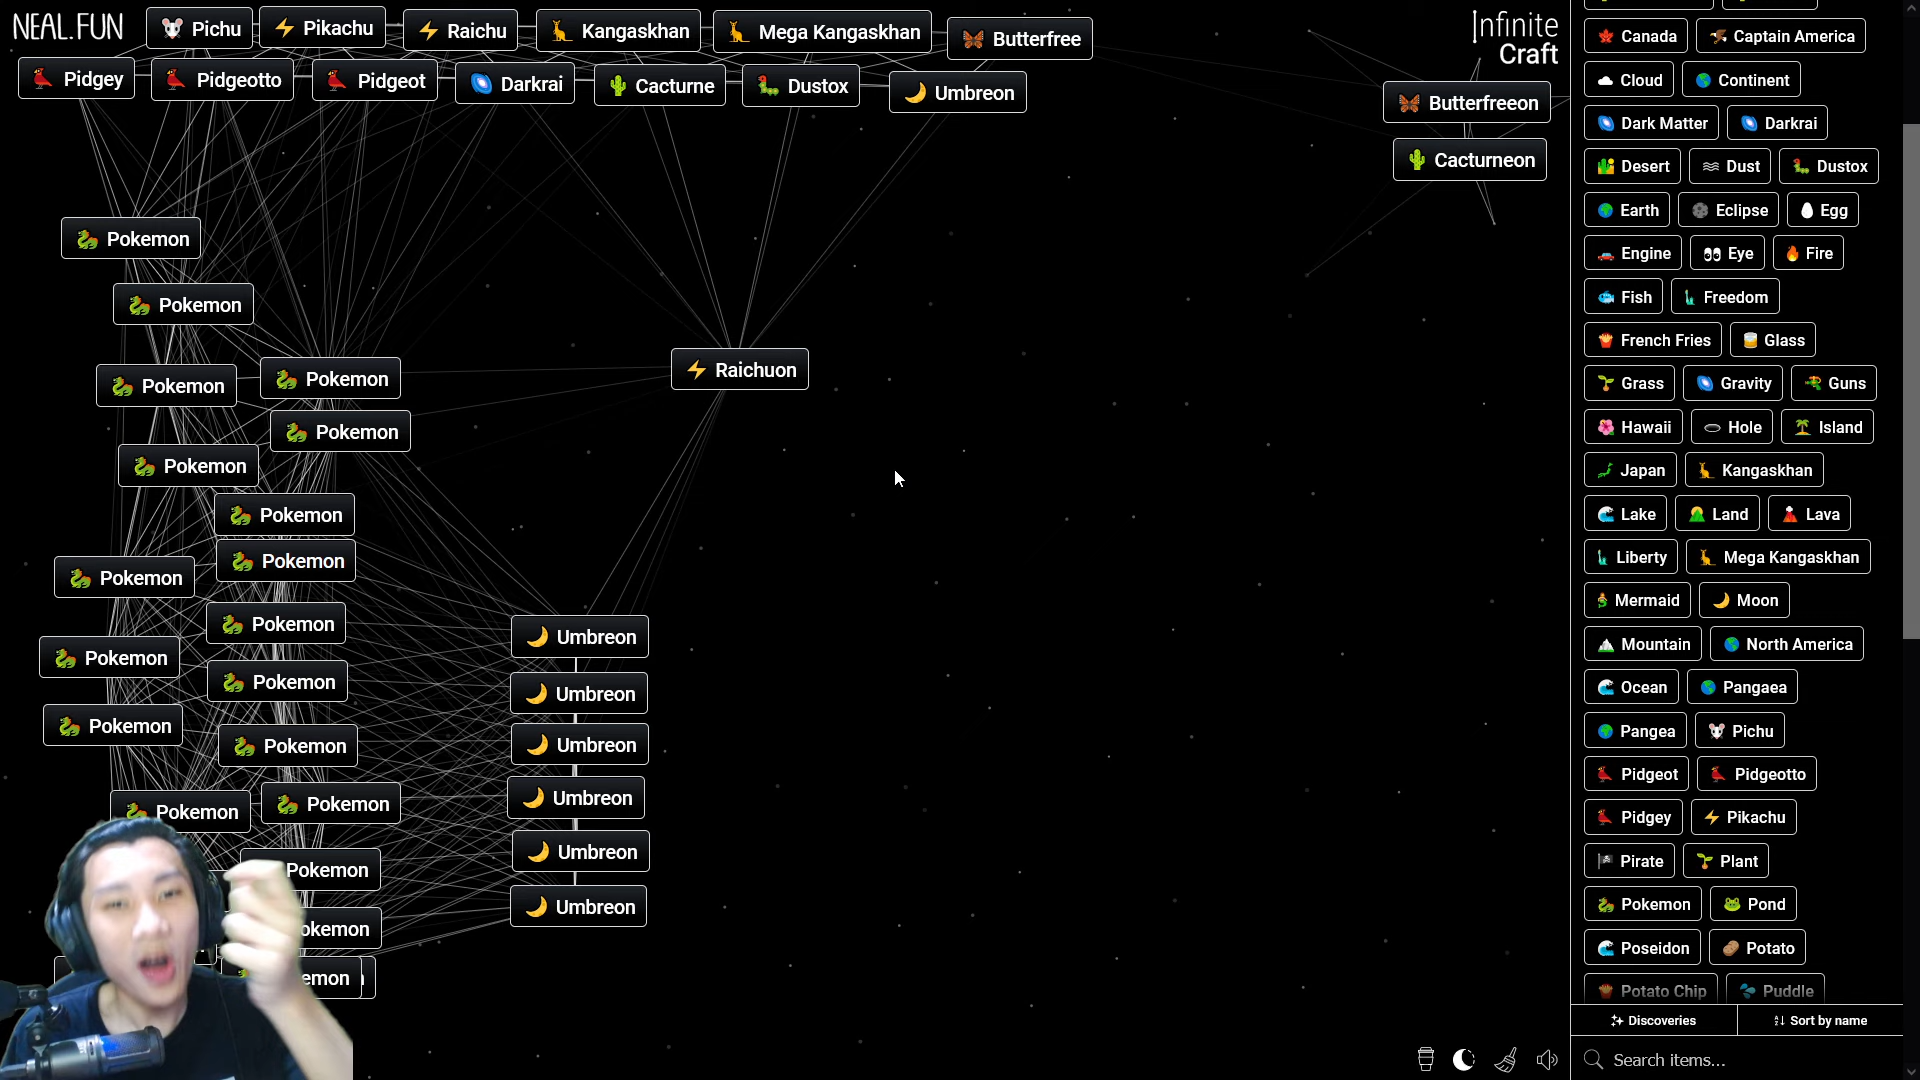 NEAL.FUN
Pichu
Pikachu
Raichu
Kangaskhan
Mega Kangaskhan
Butterfree
Infinite
Craft
Pidgey
Pidgeotto
Pidgeot
Darkrai
Cacturne
Dustox
Umbreon
Butterfreeon
Cacturneon
Pokemon
Pokemon
Pokemon
Pokemon
Raichuon
Pokemon
Pokemon
Pokemon
Pokemon
Pokemon
Pokemon
Umbreon
Pokemon
Pokemon
Umbreon
Pokemon
Pokemon
Umbreon
Pokemon
Pokemon
Umbreon
Pokemon
Umbreon
okemon
Umbreon
emon
Canada
Captain America
Cloud
Continent
Dark Matter
Darkrai
Desert
Dust
Dustox
Earth
Eclipse
Egg
Engine
Eye
Fire
Fish
Freedom
French Fries
Glass
Grass
Gravity
Guns
Hawaii
Hole
Island
Japan
Kangaskhan
Lake
Land
Lava
Liberty
Mega Kangaskhan
Mermaid
Moon
Mountain
North America
Ocean
Pangaea
Pangea
Pichu
Pidgeot
Pidgeotto
Pidgey
Pikachu
Pirate
Plant
Pokemon
Pond
Poseidon
Potato
Potato Chip
Puddle
Discoveries
Sort by name
Search items...